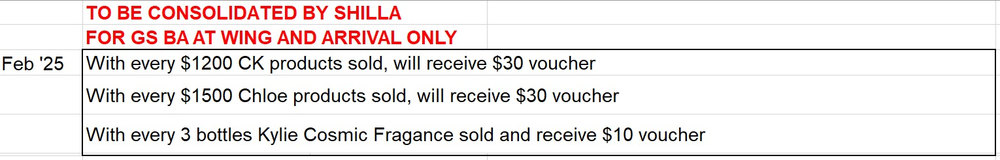 TO BE CONSOLIDATED BY SHILLA
FOR GS BA AT WING AND ARRIVAL ONLY
Feb '25 With every $1200 CK products sold, will receive $30 voucher
With every $1500 Chloe products sold, will receive $30 voucher
With every 3 bottles Kylie Cosmic Fragance sold and receive $10 voucher